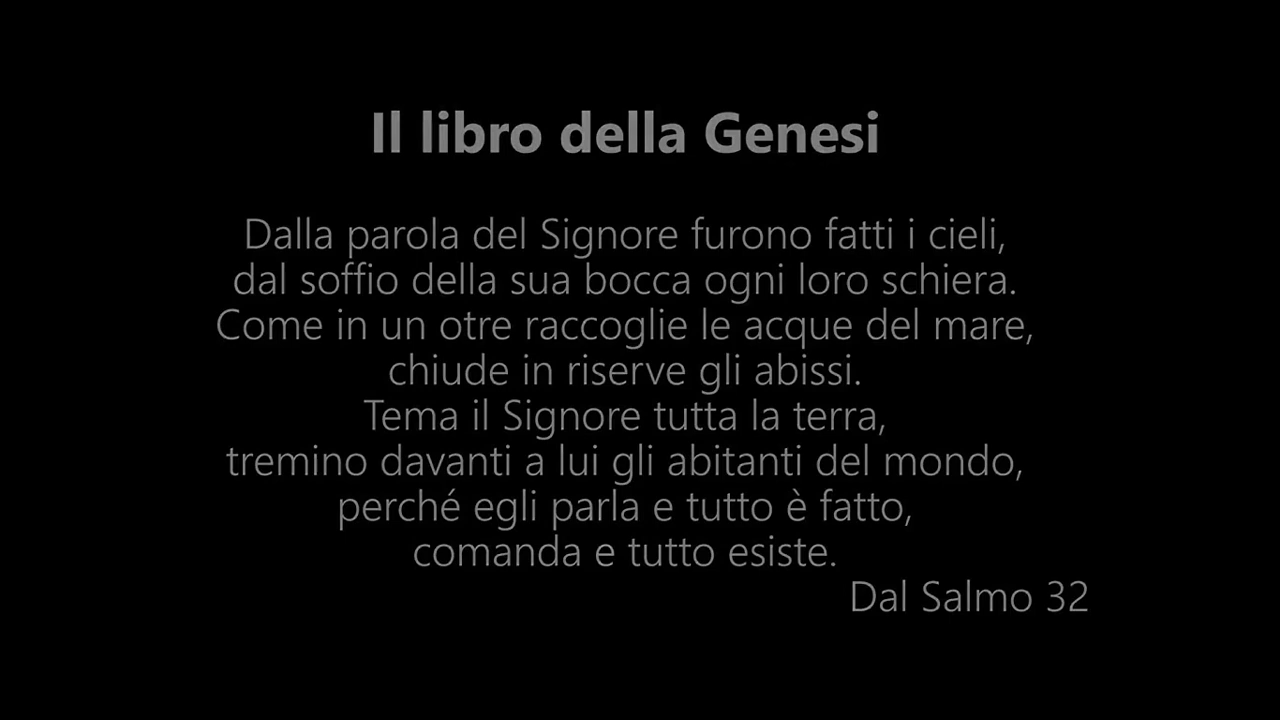 Il libro della Genesi
Dalla parola del Signore furono fatti i cieli,
dal soffio della sua bocca ogni loro schiera.
Come in un otre raccoglie le acque del mare,
chiude in riserve gli abissi.
Tema il Signore tutta la terra,
tremino davanti a lui gli abitanti del mondo,
perché egli parla e tutto è fatto,
comanda e tutto esiste.
Dal Salmo 32